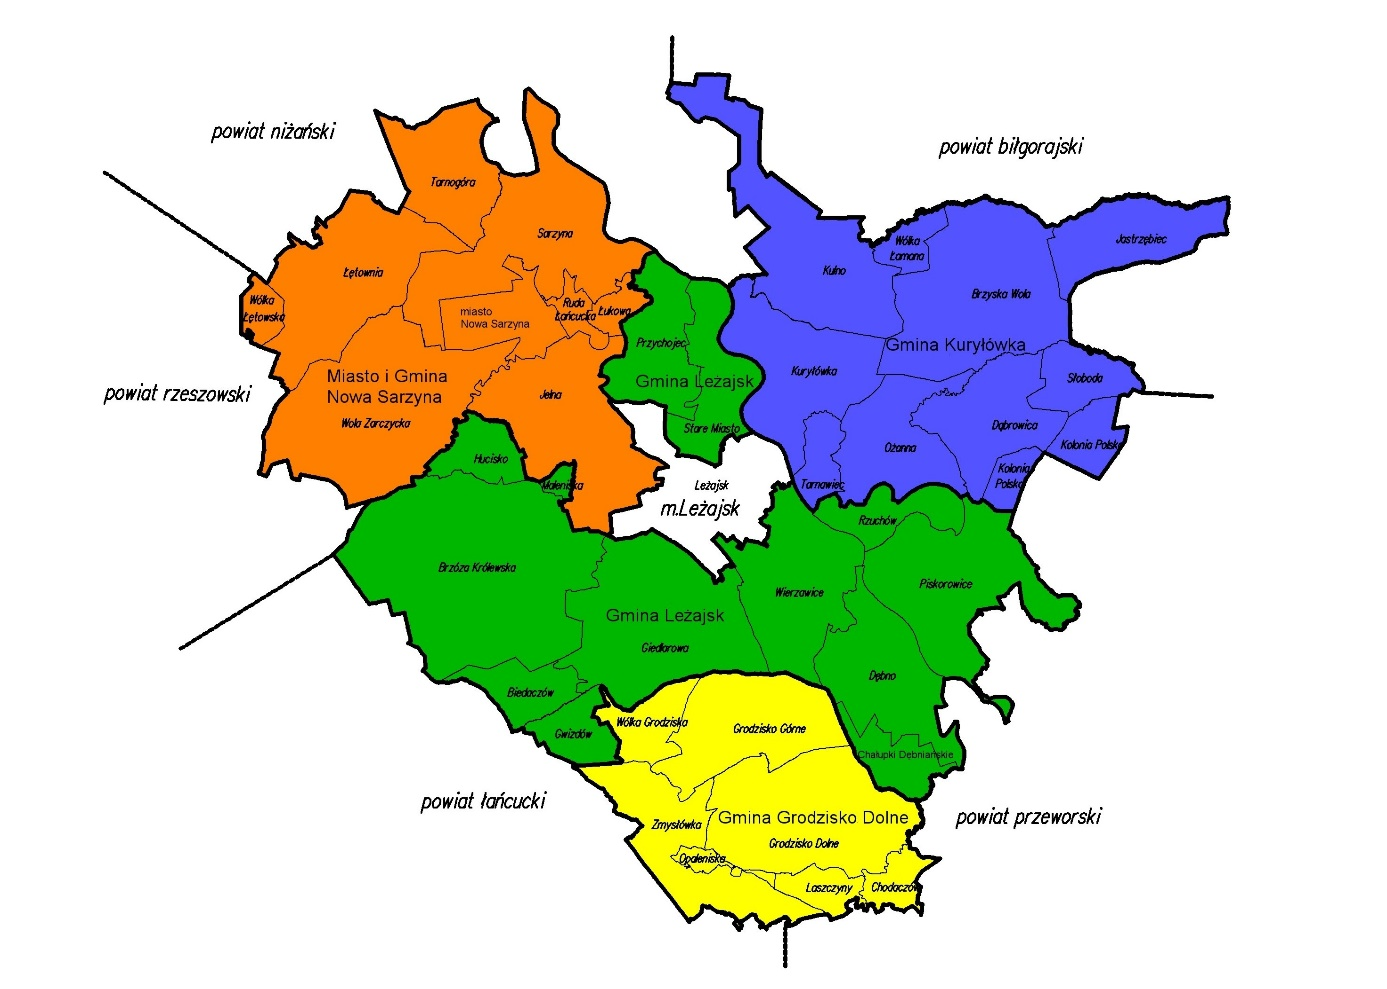 powiat niżański
powiat biłgorajski
Tarnogóra
Sarzyna
Wólka
Łamana
Jastrzębiec
Łętownia
Kulno
Wólka
Łętowska
Brzyska Wola
Ruda
Łańcucka
Łukowa
miasto
Nowa Sarzyna
Przychojec
Gmina Kuryłówka
Kuryłówka
Słoboda
Miasto i Gmina
Nowa Sarzyna
Gmina Leżajsk
powiat rzeszowski
Jelna
Wola Zarczycka
Stare Miasto
Dąbrowica
Ożanna
Kolonia Polska
Hucisko
Kolonia
Polska
Maleniska
Leżajsk
Tarnawiec
m.Leżajsk
Rzuchów
Brzóza Królewska
Piskorowice
Wierzawice
Gmina Leżajsk
Giedlarowa
Dębno
Biedaczów
Wólka Grodziska
Grodzisko Górne
Gwizdów
Chałupki Dębniańskie
powiat łańcucki
Gmina Grodzisko Dolne
powiat przeworski
Zmysłówka
Grodzisko Dolne
Opaleniska
Laszczyny
Chodaczów